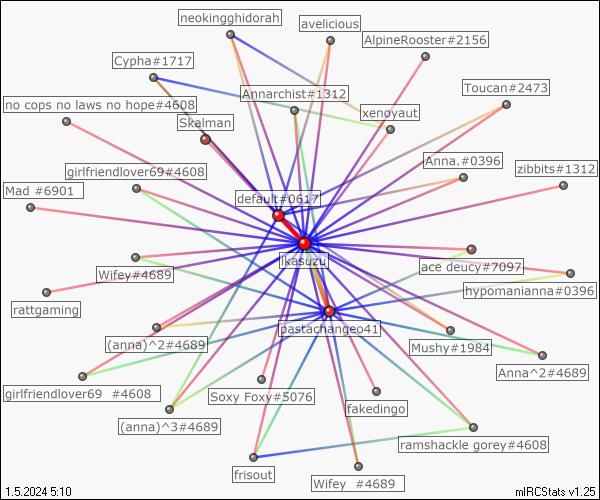 neokingghidorah
avelicious
AlpineRooster#2156
Cypha#1717
Annarchist#1312
Toucan#2473
no cops no laws no hope#4608
xenoyaut
Skalman
Anna.#0396
zibbits#1312
girlfriendlover69#4608
Mad #6901
default#0617
ikasuzu
Wifey#4689
ace deucy#7097
hypomanianna#0396
rattgaming
pastachangeo41
(anna)^2#4689
Mushy#1984
Anna^2#4689
girlfriendlover69  #4608
Soxy Foxy#5076
fakedingo
(anna)^3#4689
ramshackle gorey#4608
frisout
Wifey  #4689
1.5.2024 5:10
mIRCStats v1.25